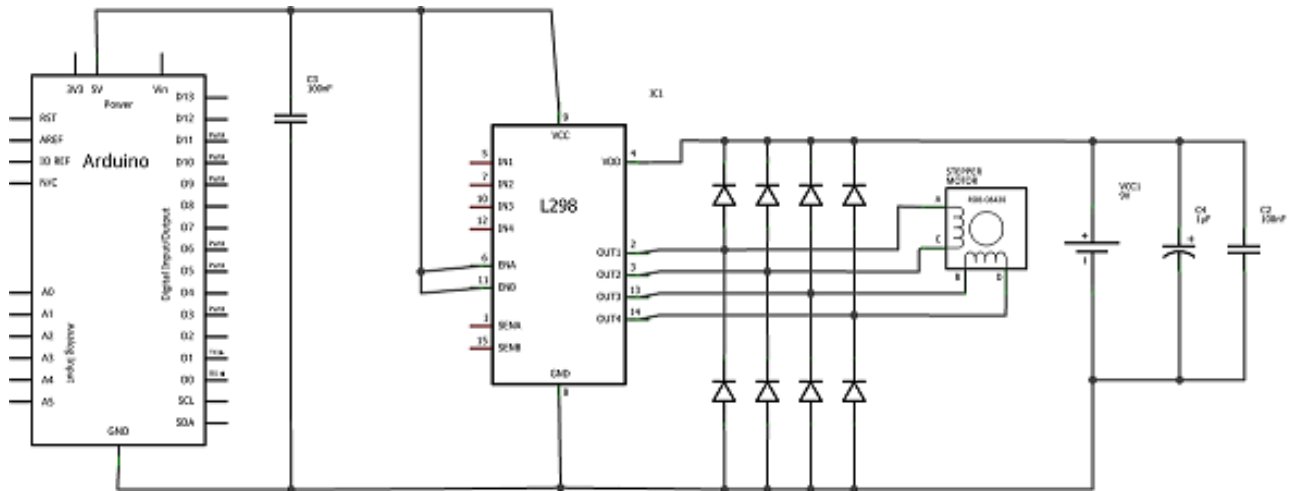 C3
100nF
3V3
5V
Vin
Power
RST
AREF
IO REF
N/C
Arduino
D13
D12
D11
PWM
D10
PWM
D9
PWM
D8
D7
D6
PWM
D5
PWM
D4
D3
PWM
D2
D1
D0
SCL
SDA
Digital Input/Output
A0
A1
A2
A3
A4
A5
Analog Input
GND
IC1
9
VCC
5
IN1
7
IN2
10
IN3
12
IN4
L298
6
ENA
11
ENB
1
SENA
15
SENB
GND
8
4
VDD
2
OUT1
3
OUT2
13
OUT3
14
OUT4
STEPPER
MOTOR
A
C
B
D
VCC1
9V
C4
1µF
C2
100nF